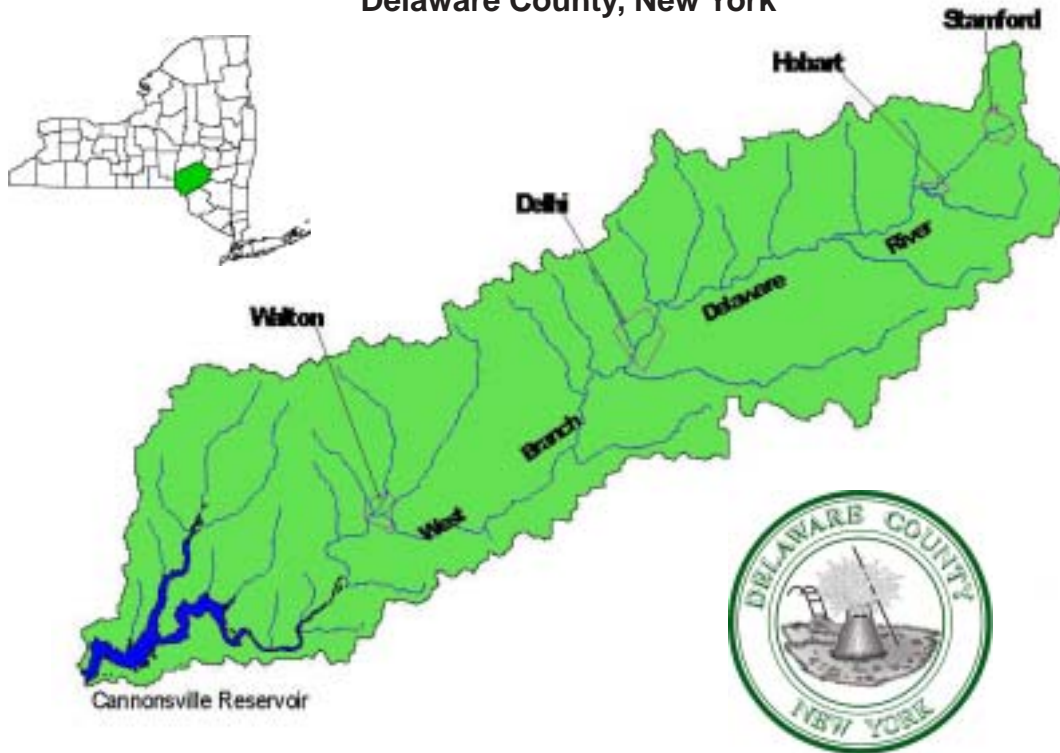 Delaware County, New York
Stamford
Hobart
Delhi
River
Delaware
Walton
Branch
West
Cannonsville Reservoir
DELAWARE COUNTY
NEW YORK